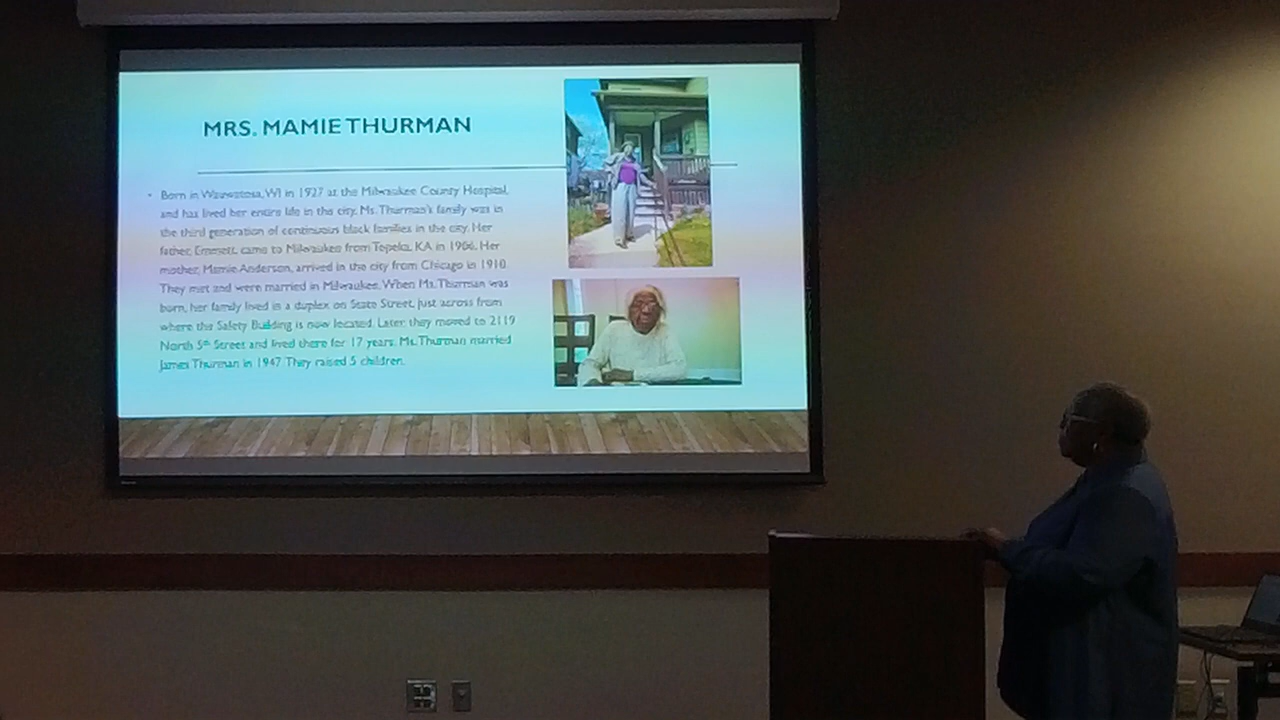 MRS. MAMIE THURMAN
• Born in Wauwatosa, WI in 1927 at the Milwaukee County Hospital,
and has lived her entire life in the city. Ms. Thurman's family was in
the third generation of continuous black families in the city. Her
father, Emmett, came to Milwaukee from Topeka, KA in 1906. Her
mother, Mamie Anderson, arrived in the city from Chicago in 1910.
They met and were married in Milwaukee. When Ms. Thurman was
born, her family lived in a duplex on State Street, just across from
where the Safety Building is now located. Later, they moved to 2119
North 5th Street and lived there for 17 years. Ms. Thurman married
James Thurman in 1947 They raised 5 children.